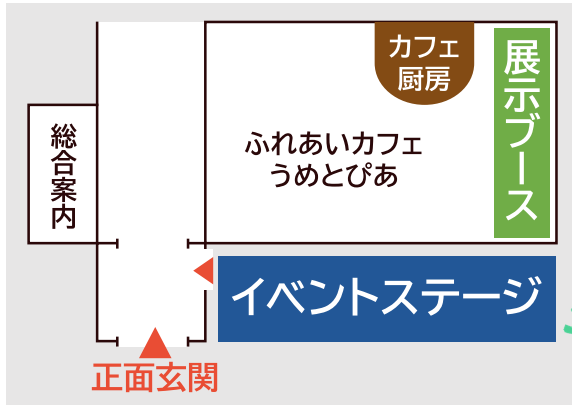 カフェ
厨房
展示ブース
総合案内
ふれあいカフェ
うめとぴあ
イベントステージ
正面玄関